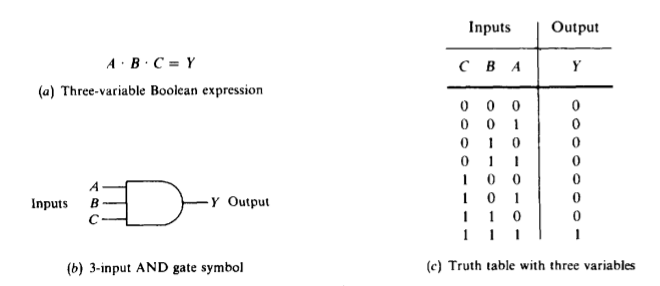 A · B · C = Y
(a) Three-variable Boolean expression
Inputs
A
B
C
Y Output
(b) 3-input AND gate symbol
Inputs Output
C B A Y
0 0 0 0
0 0 1 0
0 1 0 0
0 1 1 0
1 0 0 0
1 0 1 0
1 1 0 0
1 1 1 1
(c) Truth table with three variables